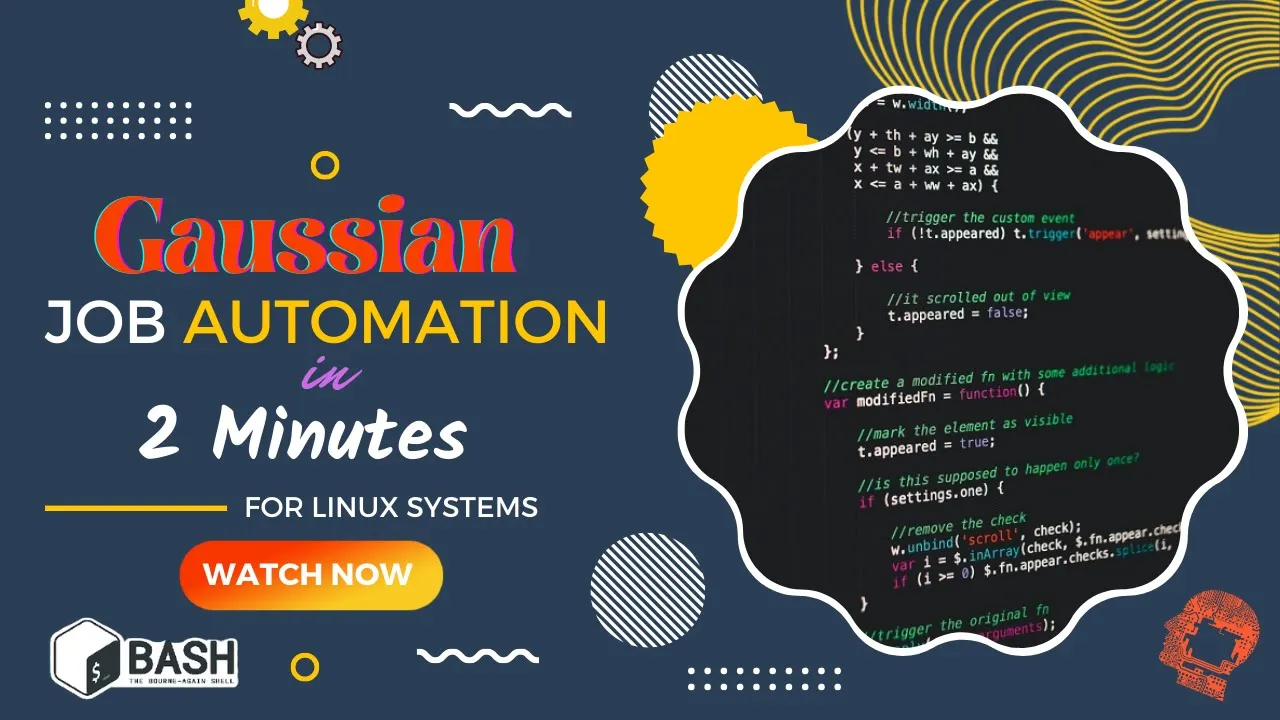 Gaussian
JOB AUTOMATION
in
2 Minutes
FOR LINUX SYSTEMS
WATCH NOW
$_
BASH
THE BOURNE-AGAIN SHELL
= w.width();
(y + th + ay >= b &&
y <= b + wh + ay &&
x + tw + ax >= a &&
x <= a + ww + ax) {
//trigger the custom event
if (!t.appeared) t.trigger('appear',
} else {
//it scrolled out of view
t.appeared = false;
}
};
//create a modified fn with some additional logic
var modifiedFn = function() {
//mark the element as visible
t.appeared = true;
//is this supposed to happen only once?
if (settings.one) {
//remove the check
w.unbind('scroll', check);
var i = $.inArray(check, $.fn.appear.chec
if (i >= 0) $.fn.appear.checks.splice(i,
}
//trigger the original fn
arguments);